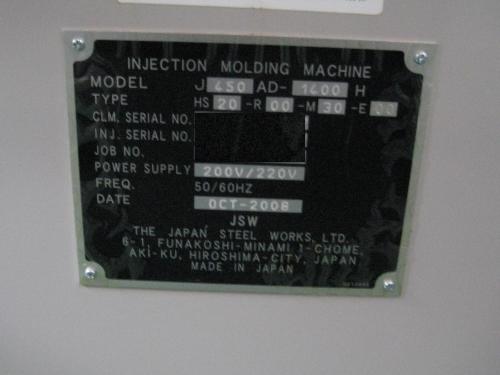 INJECTION MOLDING MACHINE
MODEL J 450 AD- 1400 H
TYPE HS 20 -R 00 -M 30 -E 00
CLM. SERIAL NO.
INJ. SERIAL NO.
JOB NO.
POWER SUPPLY 200V/220V
FREQ. 50/60HZ
DATE OCT-2008
JSW
THE JAPAN STEEL WORKS, LTD.
6-1, FUNAKOSHI-MINAMI 1-CHOME,
AKI-KU, HIROSHIMA-CITY, JAPAN
MADE IN JAPAN